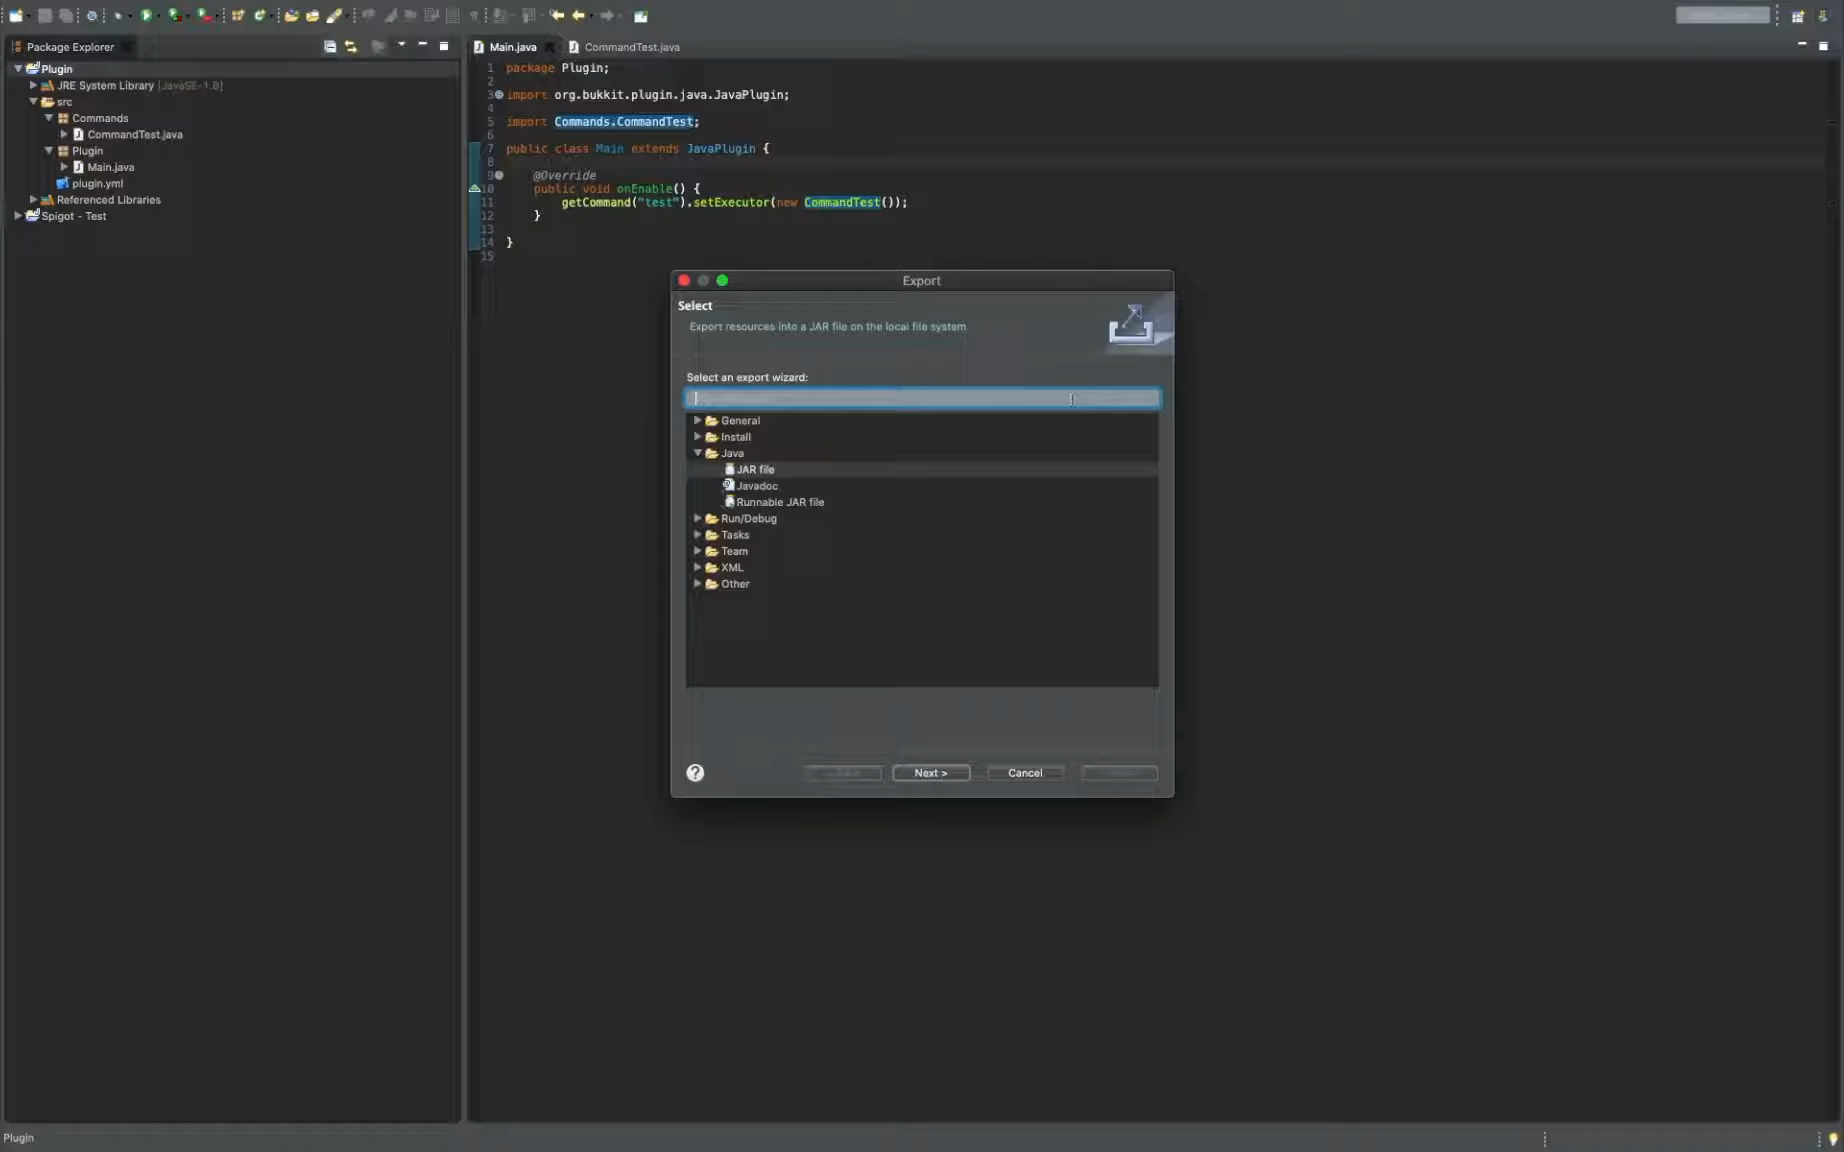 Package Explorer
Main.java
CommandTest.java
Plugin
JRE System Library [JavaSE-1.8]
src
Commands
CommandTest.java
Plugin
Main.java
plugin.yml
Referenced Libraries
Spigot - Test
1 package Plugin;
2
3 import org.bukkit.plugin.java.JavaPlugin;
4
5 import Commands.CommandTest;
6
7 public class Main extends JavaPlugin {
8
9 @Override
10 public void onEnable() {
11 getCommand("test").setExecutor(new CommandTest());
12 }
13
14 }
15
Export
Select
Export resources into a JAR file on the local file system
Select an export wizard:
General
Install
Java
JAR file
Javadoc
Runnable JAR file
Run/Debug
Tasks
Team
XML
Other
?
Next >
Cancel
Plugin